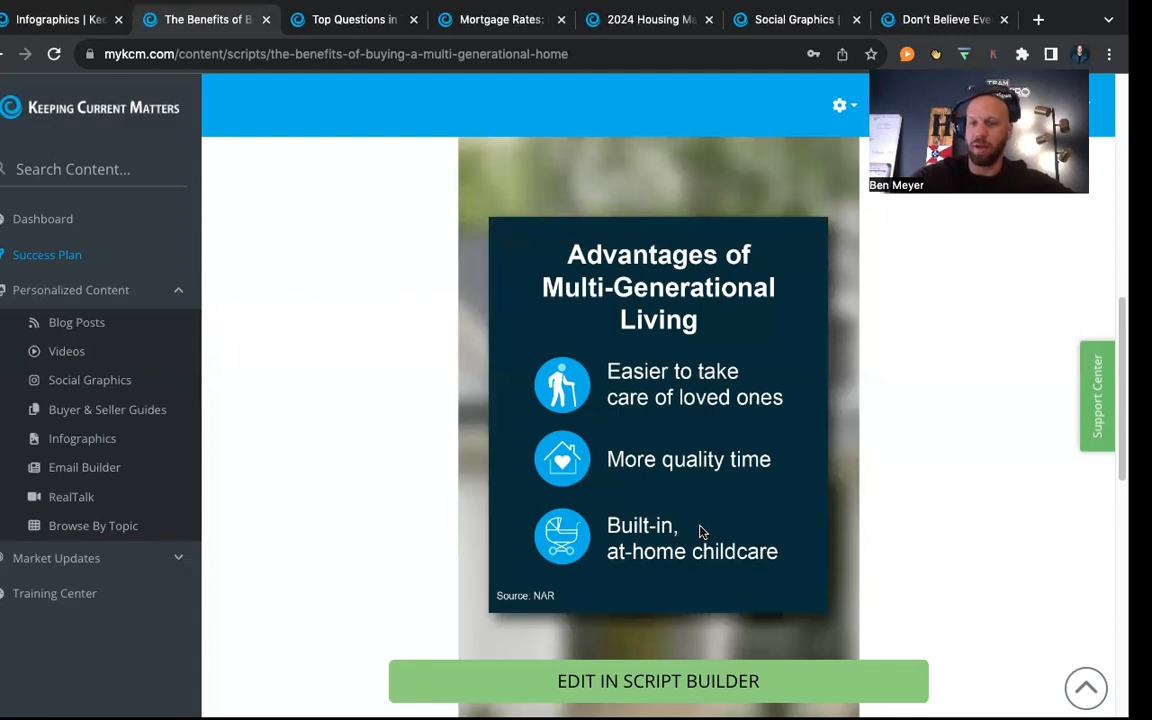 Infographics | Kee
The Benefits of B
Top Questions in
Mortgage Rates:
2024 Housing Ma
Social Graphics |
Don't Believe Eve
mykcm.com/content/scripts/the-benefits-of-buying-a-multi-generational-home
KEEPING CURRENT MATTERS
Search Content...
Dashboard
Success Plan
Personalized Content
Blog Posts
Videos
Social Graphics
Buyer & Seller Guides
Infographics
Email Builder
RealTalk
Browse By Topic
Market Updates
Training Center
TEAM
Ben Meyer
Advantages of
Multi-Generational
Living
Easier to take
care of loved ones
More quality time
Built-in,
at-home childcare
Source: NAR
EDIT IN SCRIPT BUILDER
Support Center